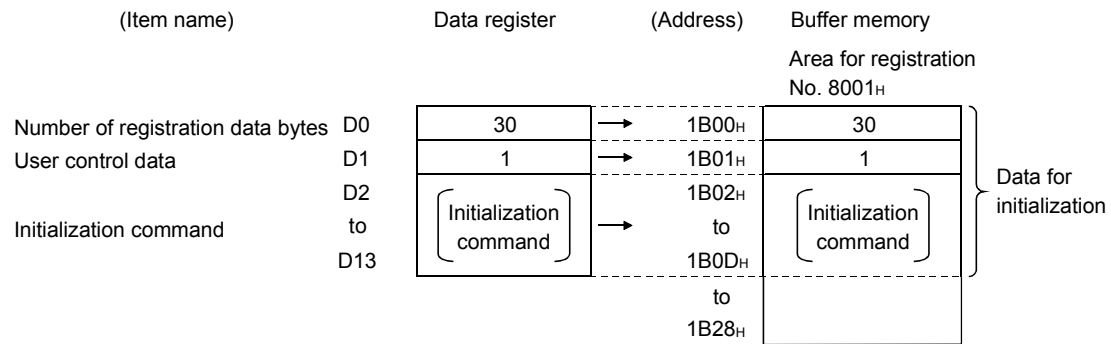 (Item name) Data register (Address) Buffer memory
Area for registration
No. 8001H
Number of registration data bytes D0 30 → 1B00H 30
User control data D1 1 → 1B01H 1
D2 1B02H
Initialization command to Initialization command → to Initialization command
D13 1B0DH
Data for initialization
to
1B28H